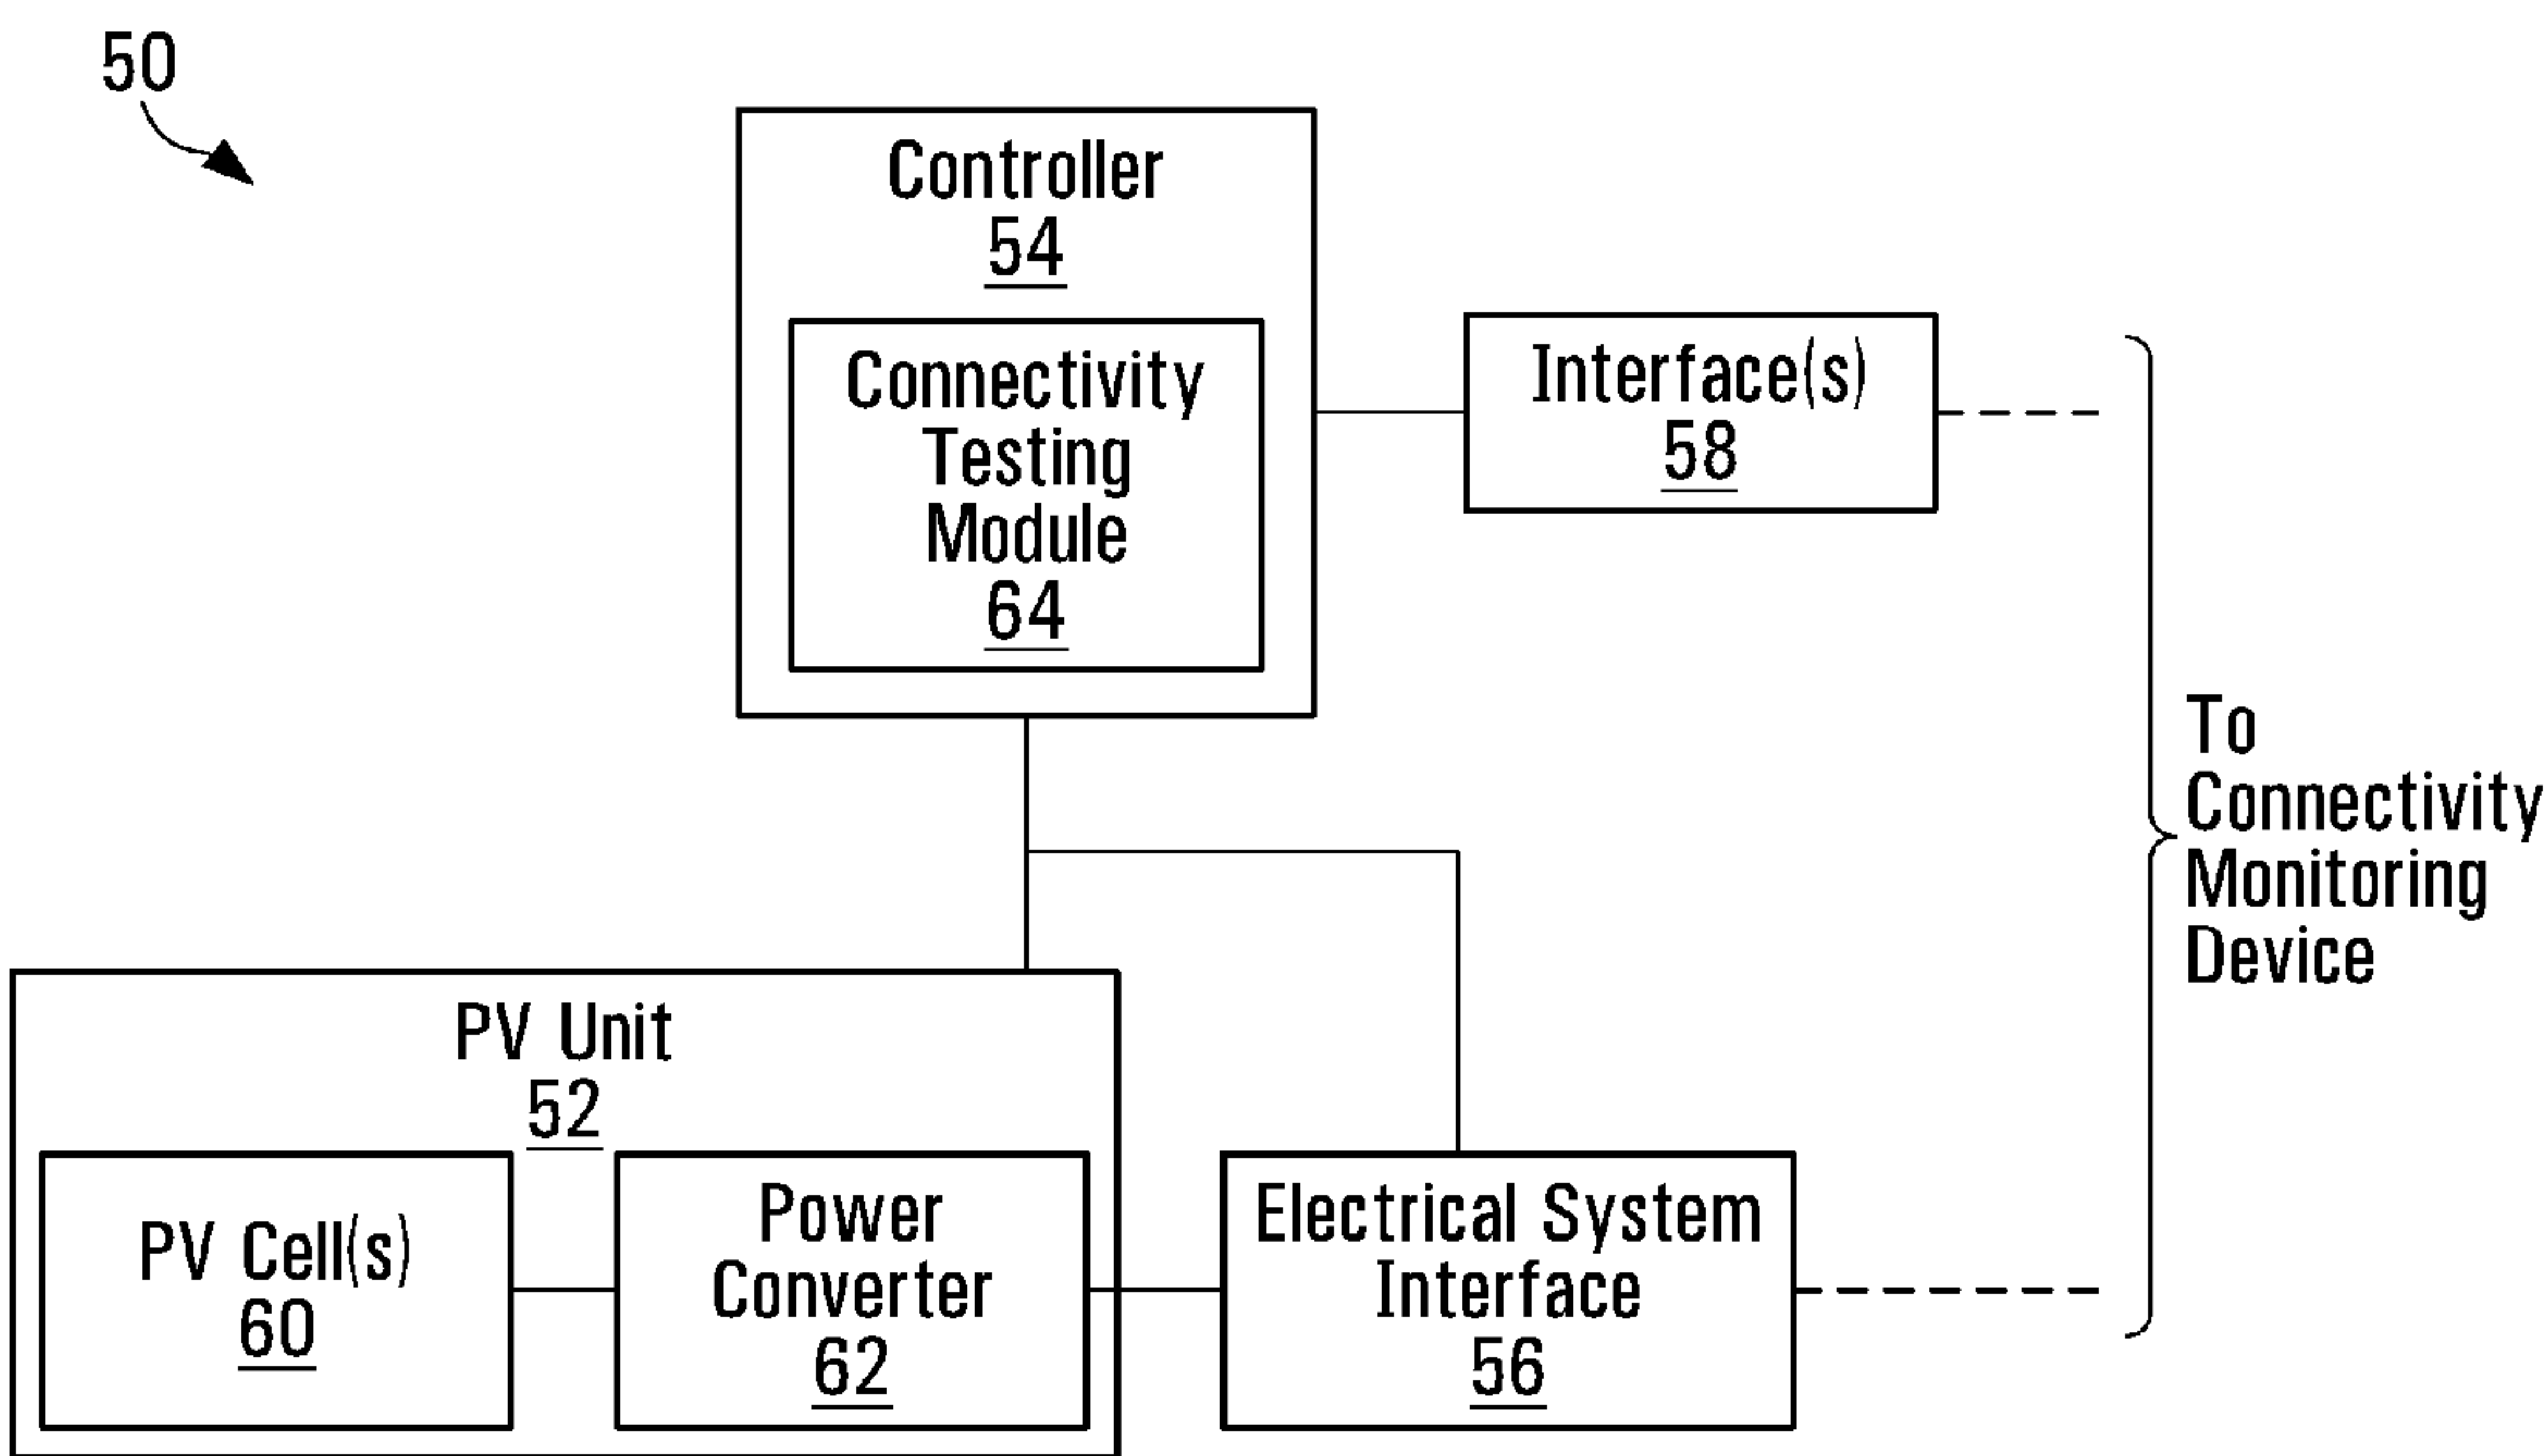 50
Controller
54
Connectivity
Testing
Module
64
Interface(s)
58
To
Connectivity
Monitoring
Device
PV Unit
52
PV Cell(s)
60
Power
Converter
62
Electrical System
Interface
56